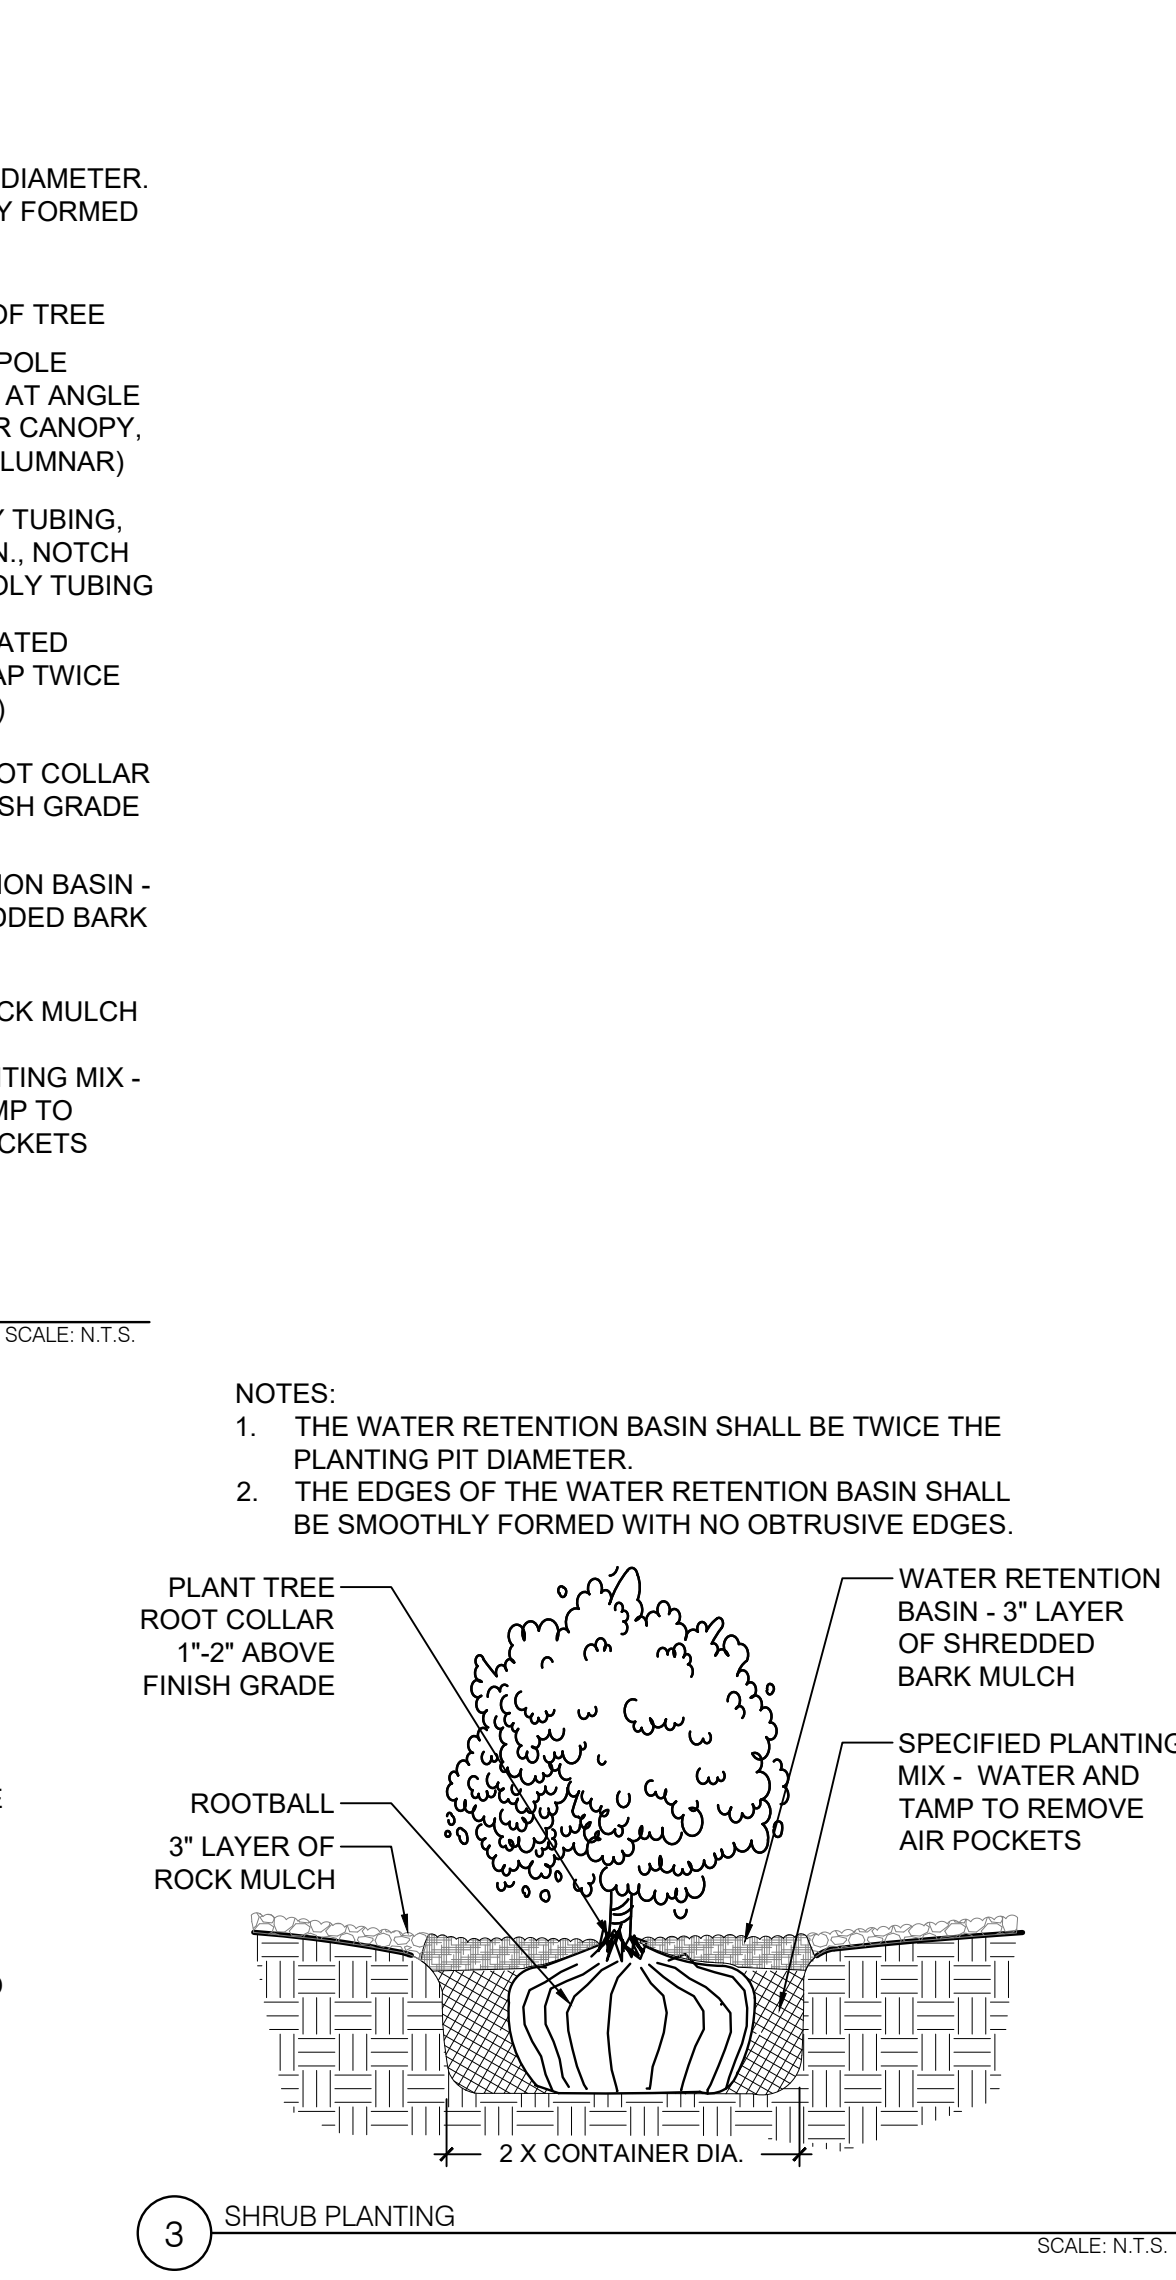 DIAMETER.
FORMED
OF TREE
POLE
AT ANGLE
CANOPY,
LUMNAR)
TUBING,
N., NOTCH
OLY TUBING
ATED
AP TWICE
)
OT COLLAR
SH GRADE
ION BASIN -
DDED BARK
CK MULCH
TING MIX -
MP TO
CKETS
SCALE: N.T.S.
NOTES:
1. THE WATER RETENTION BASIN SHALL BE TWICE THE
PLANTING PIT DIAMETER.
2. THE EDGES OF THE WATER RETENTION BASIN SHALL
BE SMOOTHLY FORMED WITH NO OBTRUSIVE EDGES.
PLANT TREE
ROOT COLLAR
1"-2" ABOVE
FINISH GRADE
ROOTBALL
3" LAYER OF
ROCK MULCH
WATER RETENTION
BASIN - 3" LAYER
OF SHREDDED
BARK MULCH
SPECIFIED PLANTING
MIX - WATER AND
TAMP TO REMOVE
AIR POCKETS
2 X CONTAINER DIA.
3
SHRUB PLANTING
SCALE: N.T.S.